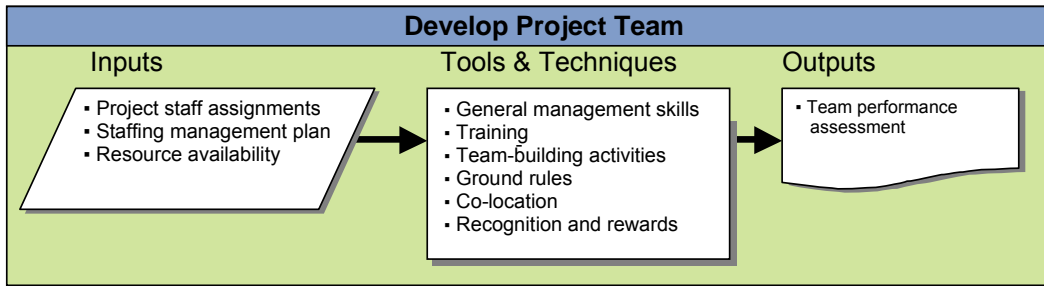 Develop Project Team
Inputs
▪ Project staff assignments
▪ Staffing management plan
▪ Resource availability
Tools & Techniques
▪ General management skills
▪ Training
▪ Team-building activities
▪ Ground rules
▪ Co-location
▪ Recognition and rewards
Outputs
▪ Team performance
assessment